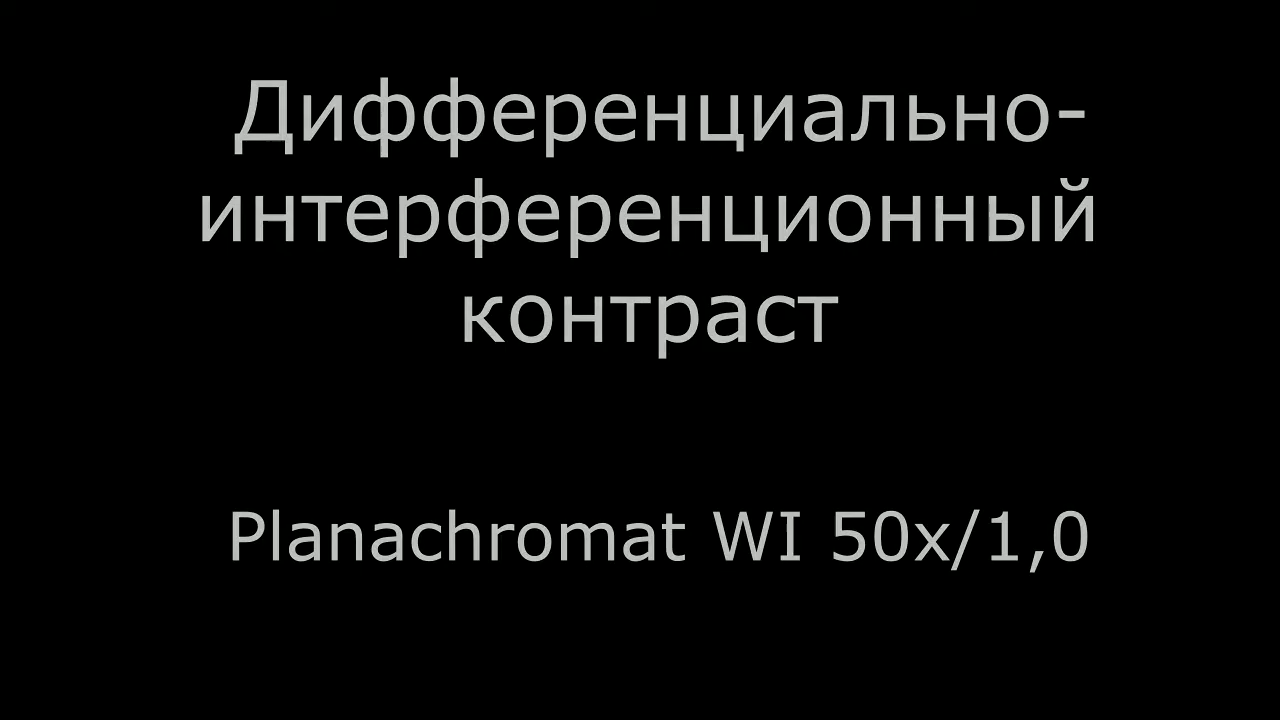 Дифференциально-
интерференционный
контраст
Planachromat WI 50x/1,0